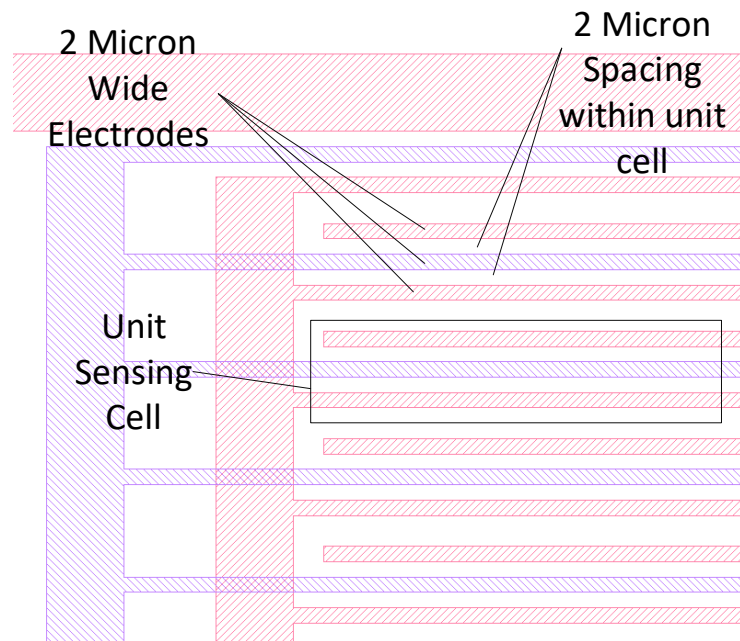 2 Micron
Wide
Electrodes
2 Micron
Spacing
within unit
cell
Unit
Sensing
Cell